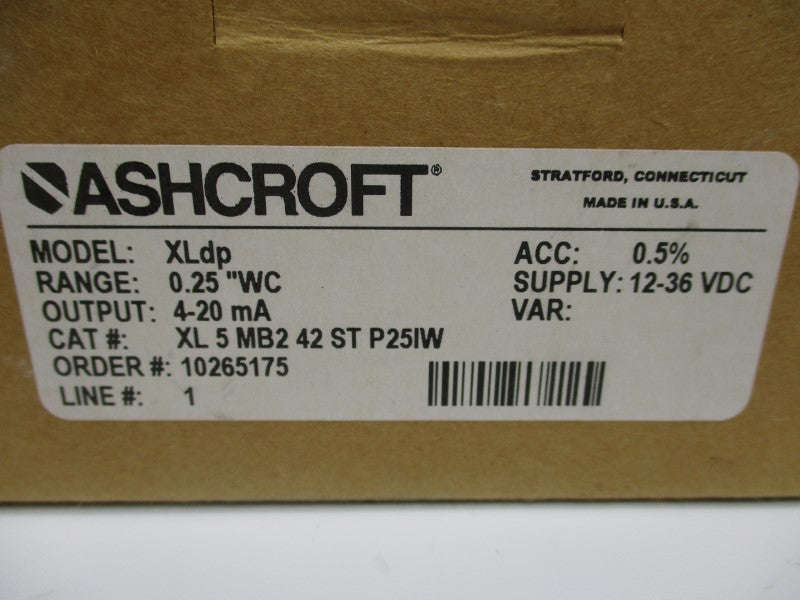 ASHCROFT®
STRATFORD, CONNECTICUT
MADE IN U.S.A.
MODEL: XLdp
RANGE: 0.25 "WC
OUTPUT: 4-20 mA
CAT #: XL 5 MB2 42 ST P25IW
ORDER #: 10265175
LINE #: 1
ACC: 0.5%
SUPPLY: 12-36 VDC
VAR: